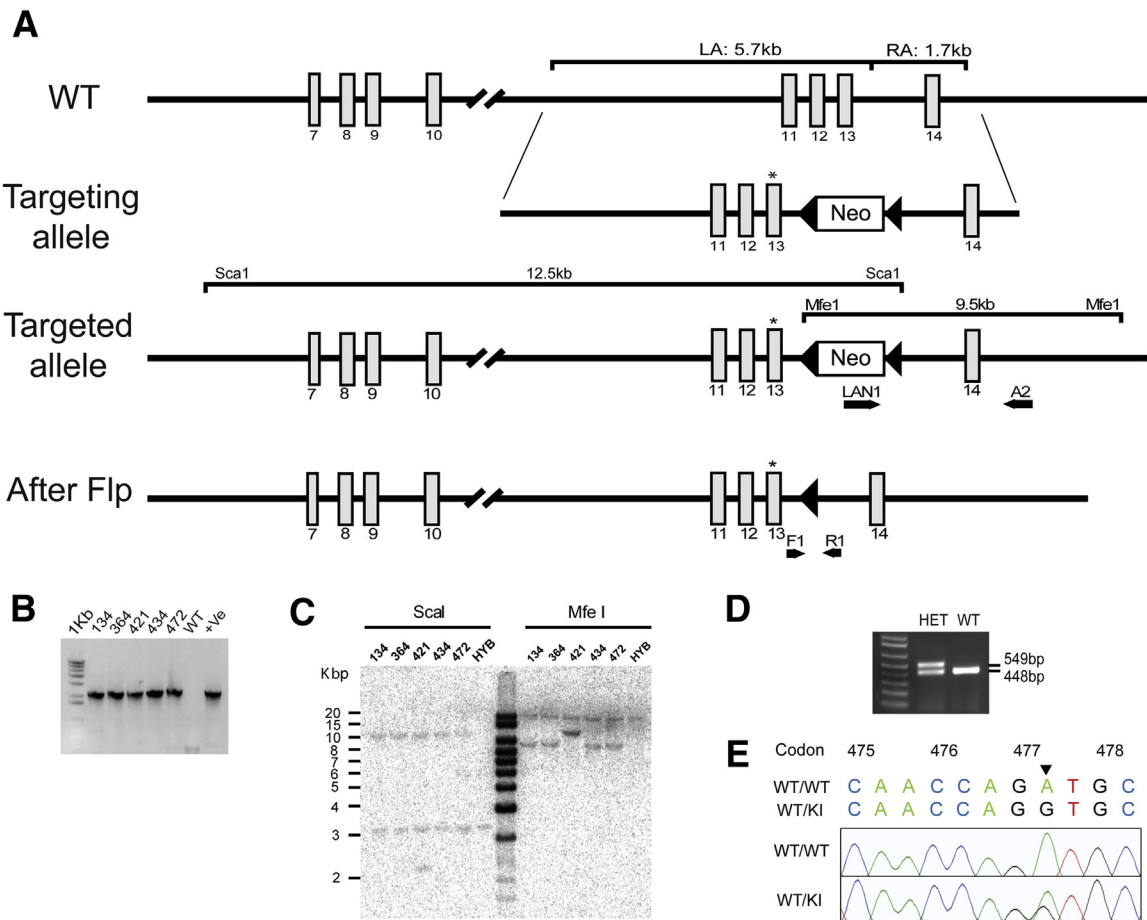 A
LA: 5.7kb RA: 1.7kb
WT
7 8 9 10 11 12 13 14
Targeting allele
*
Neo
11 12 13 14
Sca1 12.5kb Sca1
Mfe1 9.5kb Mfe1
Targeted allele
*
Neo
7 8 9 10 11 12 13 14
LAN1 A2
After Flp
*
7 8 9 10 11 12 13 14
F1 R1
B
1Kb 134 364 421 434 472 WT +Ve
C
ScaI Mfe I
134 364 421 434 472 HYB 134 364 421 434 472 HYB
Kbp
20
15
10
8
7
6
5
4
3
2
D
HET WT
549bp
448bp
E
Codon 475 476 477 478
WT/WT C A A C C A G A T G C
WT/KI C A A C C A G G T G C
WT/WT
WT/KI